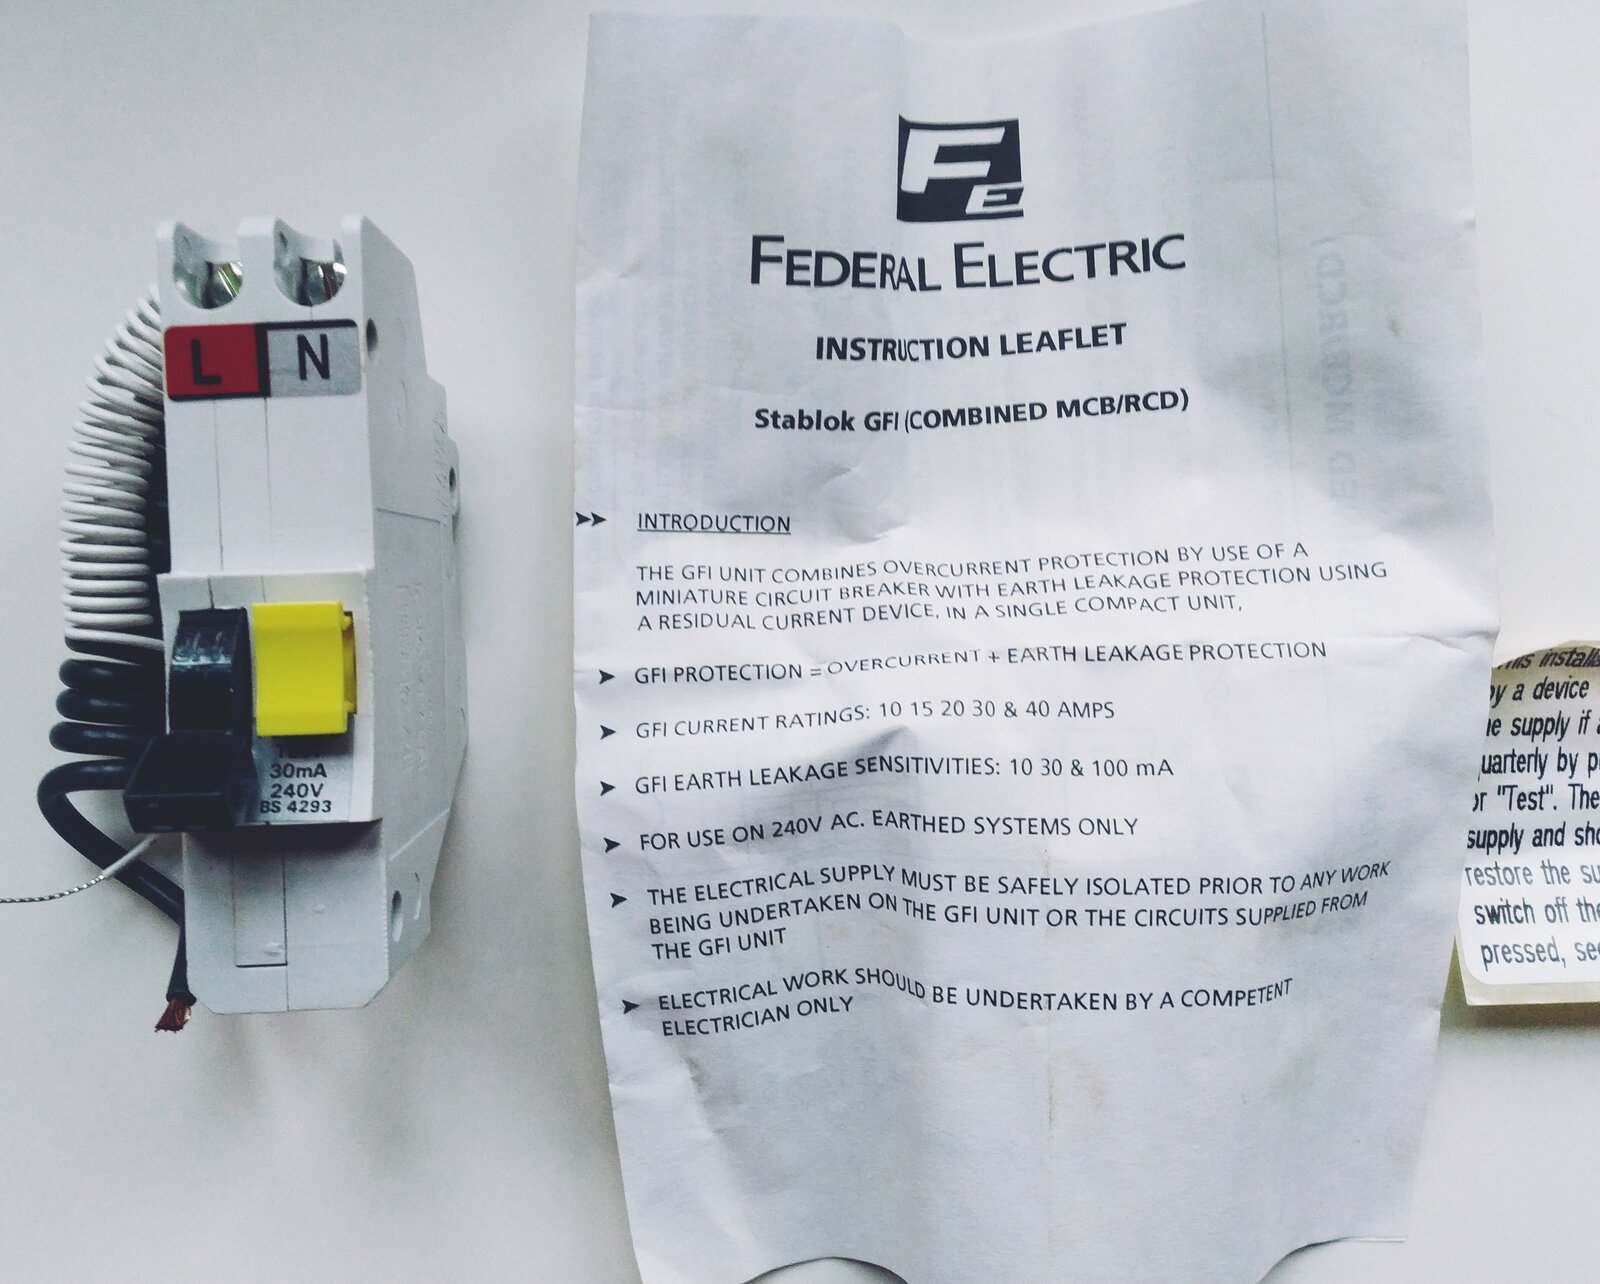 L N
30mA
240V
BS 4293
FE
FEDERAL ELECTRIC
INSTRUCTION LEAFLET
Stablok GFI (COMBINED MCB/RCD)
INTRODUCTION
THE GFI UNIT COMBINES OVERCURRENT PROTECTION BY USE OF A
MINIATURE CIRCUIT BREAKER WITH EARTH LEAKAGE PROTECTION USING
A RESIDUAL CURRENT DEVICE, IN A SINGLE COMPACT UNIT,
GFI PROTECTION = OVERCURRENT + EARTH LEAKAGE PROTECTION
GFI CURRENT RATINGS: 10 15 20 30 & 40 AMPS
GFI EARTH LEAKAGE SENSITIVITIES: 10 30 & 100 mA
FOR USE ON 240V AC. EARTHED SYSTEMS ONLY
THE ELECTRICAL SUPPLY MUST BE SAFELY ISOLATED PRIOR TO ANY WORK
BEING UNDERTAKEN ON THE GFI UNIT OR THE CIRCUITS SUPPLIED FROM
THE GFI UNIT
ELECTRICAL WORK SHOULD BE UNDERTAKEN BY A COMPETENT
ELECTRICIAN ONLY
by a device
supply if
by
or "Test". The
supply and
restore the
switch off the
pressed,